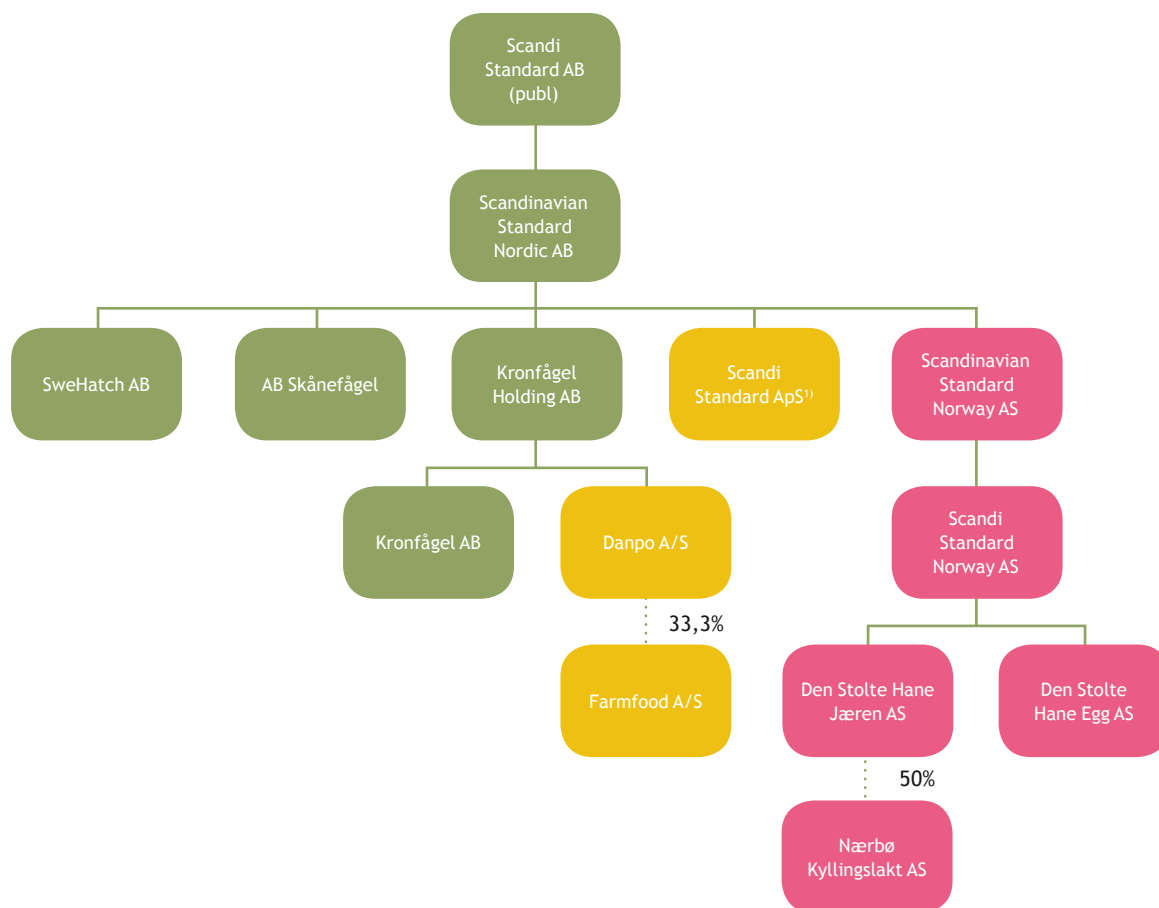 Scandi
Standard AB
(publ)
Scandinavian
Standard
Nordic AB
SweHatch AB
AB Skånefågel
Kronfågel
Holding AB
Scandi
Standard ApS¹⁾
Scandinavian
Standard
Norway AS
Kronfågel AB
Danpo A/S
Scandi
Standard
Norway AS
33,3%
Farmfood A/S
Den Stolte Hane
Jæren AS
Den Stolte
Hane Egg AS
50%
Nærbø
Kyllingslakt AS